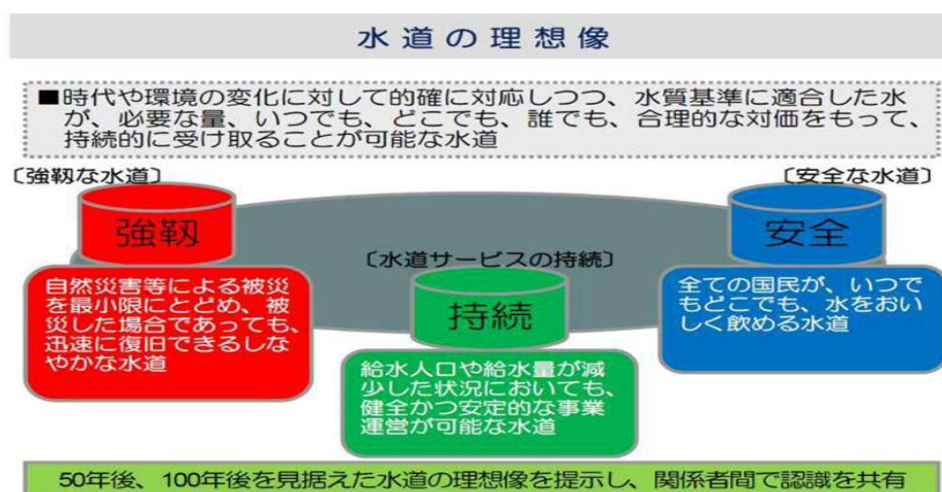 水道の理想像
■時代や環境の変化に対して的確に対応しつつ、水質基準に適合した水
が、必要な量、いつでも、どこでも、誰でも、合理的な対価をもって、
持続的に受け取ることが可能な水道
〔強靱な水道〕
〔安全な水道〕
強靱
安全
〔水道サービスの持続〕
持続
自然災害等による被災
を最小限にとどめ、被
災した場合であっても、
迅速に復旧できるしな
やかな水道
全ての国民が、いつで
もどこでも、水をおい
しく飲める水道
給水人口や給水量が減
少した状況においても、
健全かつ安定的な事業
運営が可能な水道
50年後、100年後を見据えた水道の理想像を提示し、関係者間で認識を共有